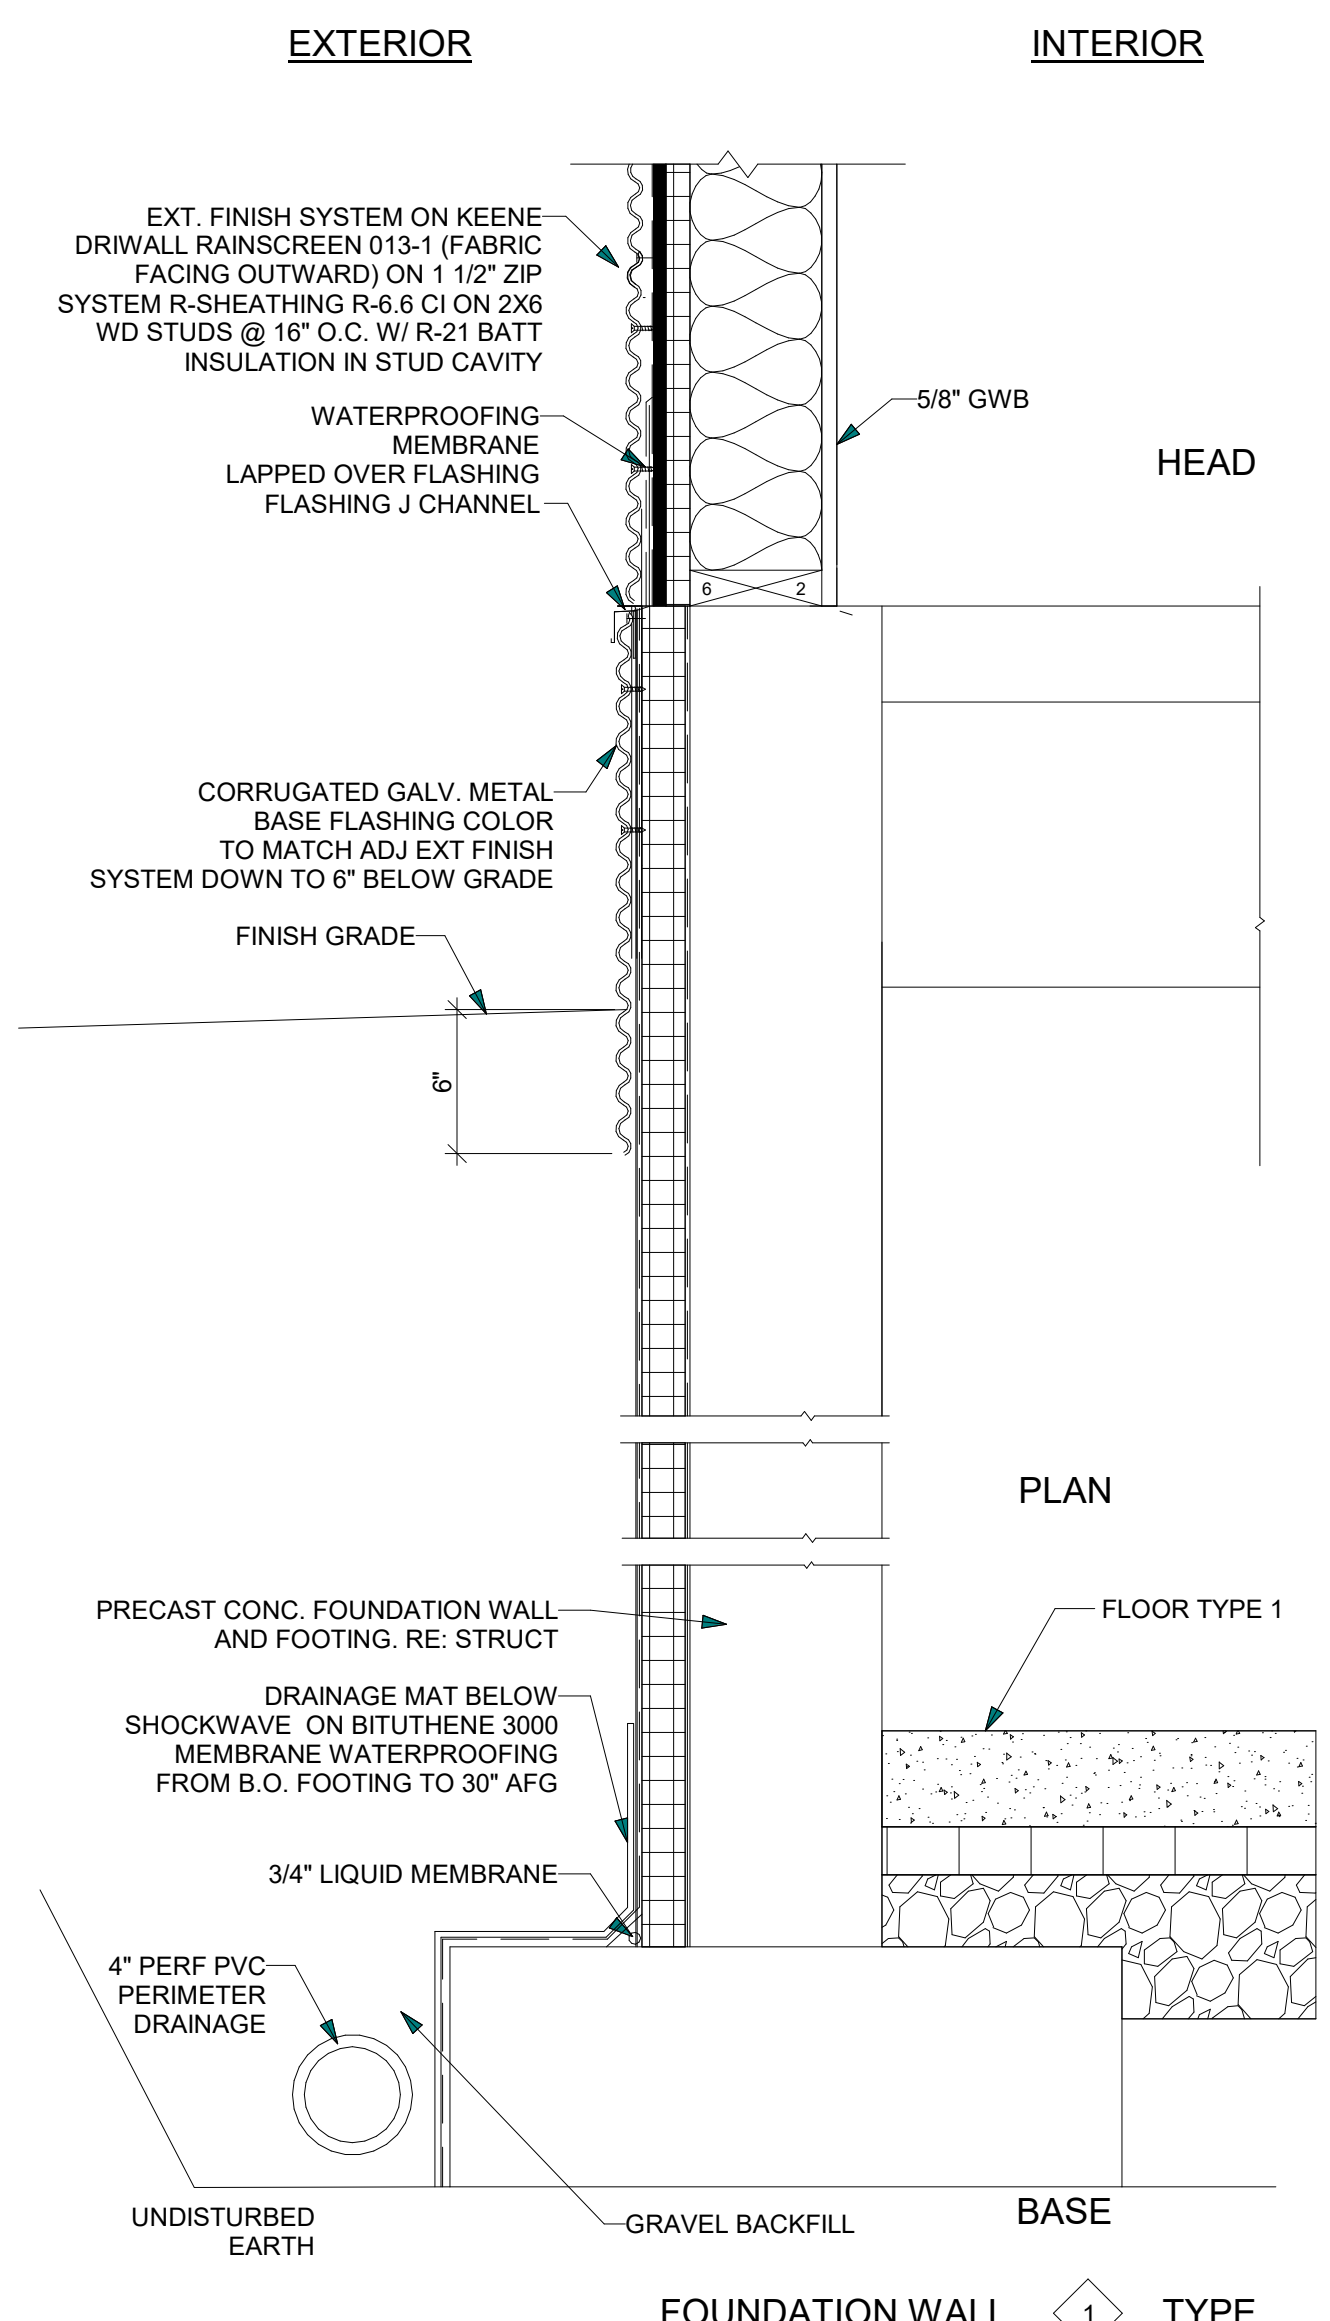 EXTERIOR
INTERIOR
EXT. FINISH SYSTEM ON KEENE
DRIWALL RAINSCREEN 013-1 (FABRIC
FACING OUTWARD) ON 1 1/2" ZIP
SYSTEM R-SHEATHING R-6.6 CI ON 2X6
WD STUDS @ 16" O.C. W/ R-21 BATT
INSULATION IN STUD CAVITY
5/8" GWB
WATERPROOFING
MEMBRANE
LAPPED OVER FLASHING
FLASHING J CHANNEL
HEAD
6
2
CORRUGATED GALV. METAL
BASE FLASHING COLOR
TO MATCH ADJ EXT FINISH
SYSTEM DOWN TO 6" BELOW GRADE
FINISH GRADE
6"
PLAN
PRECAST CONC. FOUNDATION WALL
AND FOOTING. RE: STRUCT
FLOOR TYPE 1
DRAINAGE MAT BELOW
SHOCKWAVE ON BITUTHENE 3000
MEMBRANE WATERPROOFING
FROM B.O. FOOTING TO 30" AFG
3/4" LIQUID MEMBRANE
4" PERF PVC
PERIMETER
DRAINAGE
UNDISTURBED
EARTH
GRAVEL BACKFILL
BASE
FOUNDATION WALL 1 TYPE